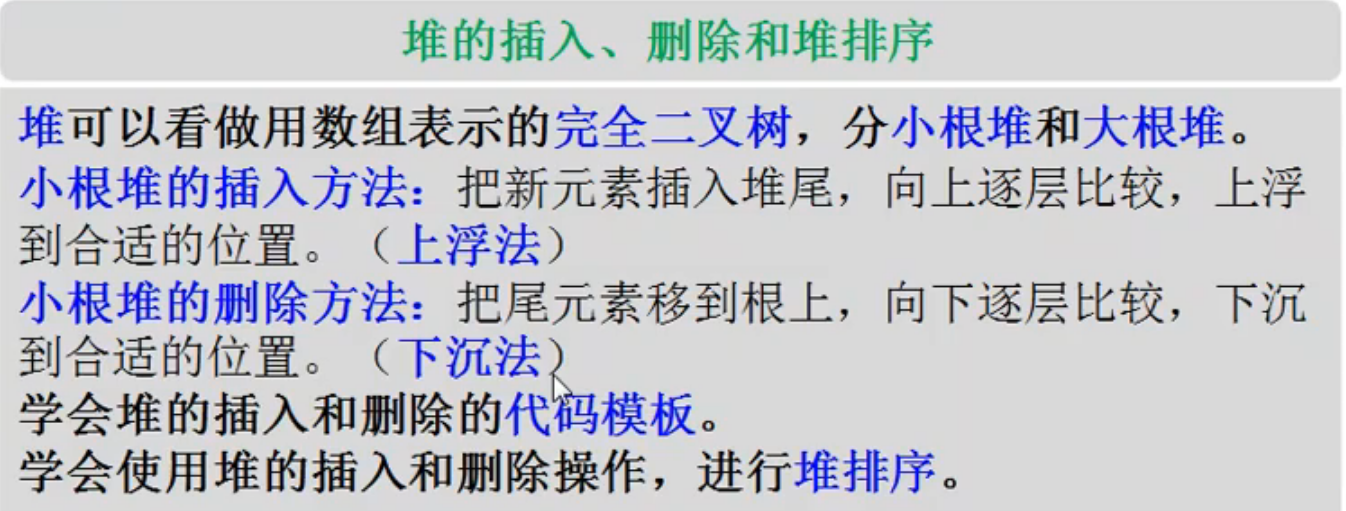 堆的插入、删除和堆排序
堆可以看做用数组表示的完全二叉树，分小根堆和大根堆。
小根堆的插入方法：把新元素插入堆尾，向上逐层比较，上浮
到合适的位置。（上浮法）
小根堆的删除方法：把尾元素移到根上，向下逐层比较，下沉
到合适的位置。（下沉法）
学会堆的插入和删除的代码模板。
学会使用堆的插入和删除操作，进行堆排序。